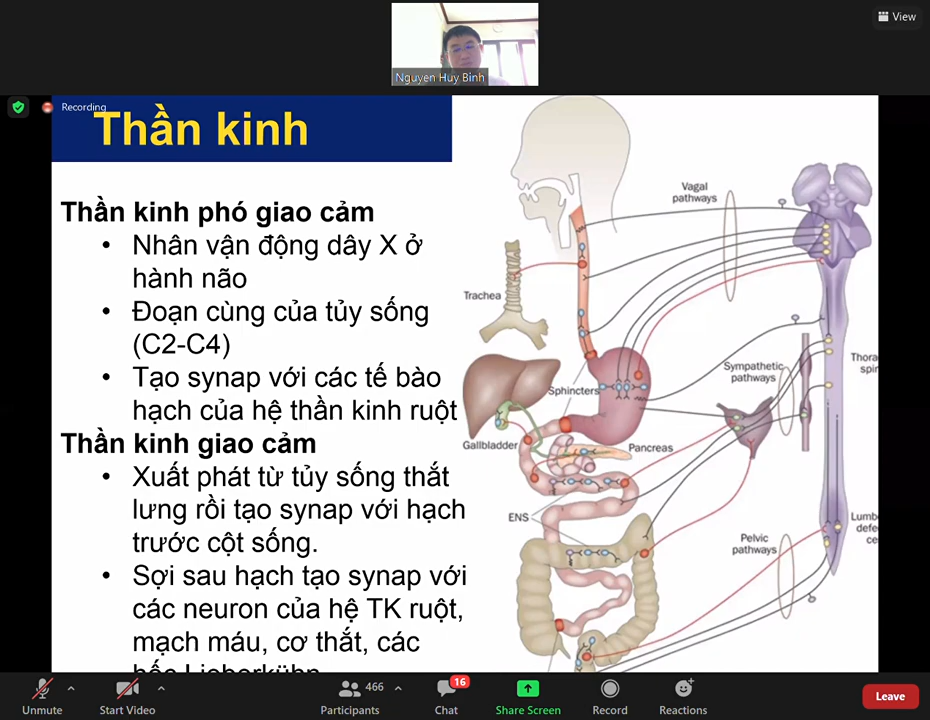 View
Nguyen Huy Binh
Recording
Thần kinh
Thần kinh phó giao cảm
• Nhân vận động dây X ở
hành não
• Đoạn cùng của tủy sống
(C2-C4)
• Tạo synap với các tế bào
hạch của hệ thần kinh ruột
Thần kinh giao cảm
• Xuất phát từ tủy sống thắt
lưng rồi tạo synap với hạch
trước cột sống.
• Sợi sau hạch tạo synap với
các neuron của hệ TK ruột,
mạch máu, cơ thắt, các
Vagal
pathways
Trachea
Sphincters
Sympathetic
pathways
Thora
spir
Gallbladder
Pancreas
ENS
Pelvic
pathways
Lumb
defe
ce
Unmute
Start Video
466
Participants
16
Chat
Share Screen
Record
Reactions
Leave